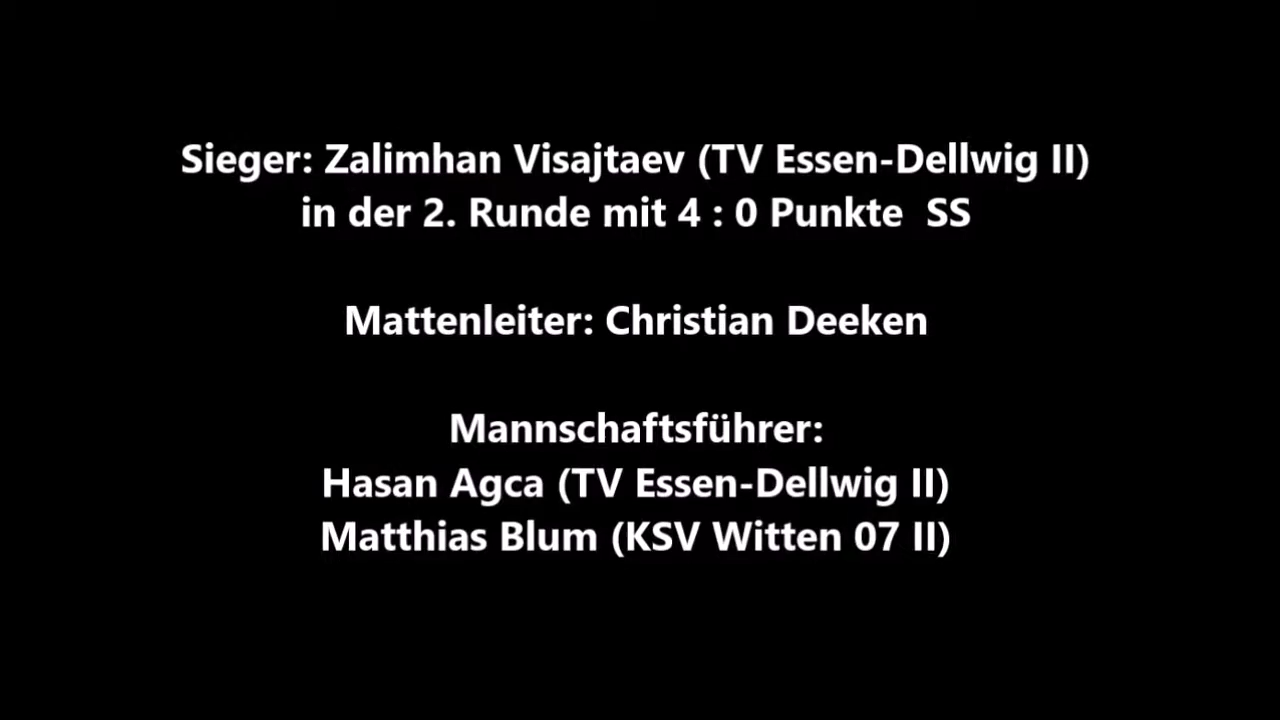 Sieger: Zalimhan Visajtaev (TV Essen-Dellwig II)
in der 2. Runde mit 4 : 0 Punkte  SS
Mattenleiter: Christian Deeken
Mannschaftsführer:
Hasan Agca (TV Essen-Dellwig II)
Matthias Blum (KSV Witten 07 II)